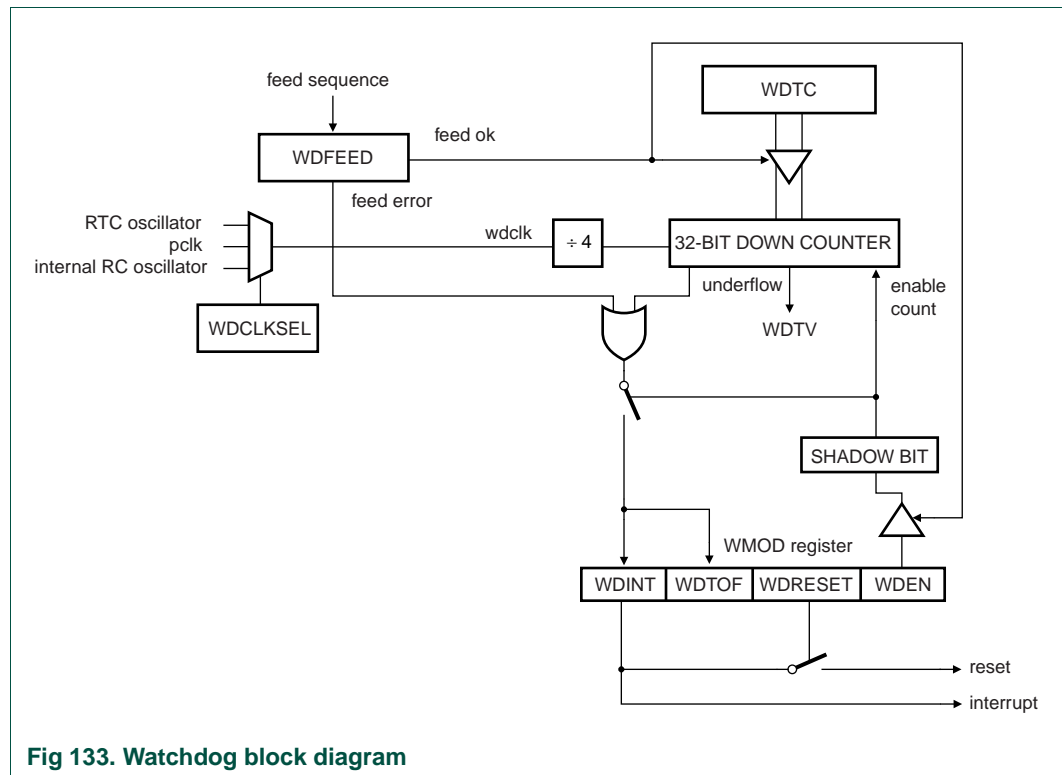 feed sequence
WDTC
feed ok
WDFEED
feed error
RTC oscillator
pclk
internal RC oscillator
wdclk
÷ 4
32-BIT DOWN COUNTER
underflow
enable
count
WDTV
WDCLKSEL
SHADOW BIT
WMOD register
WDINT
WDTOF
WDRESET
WDEN
reset
interrupt
Fig 133. Watchdog block diagram